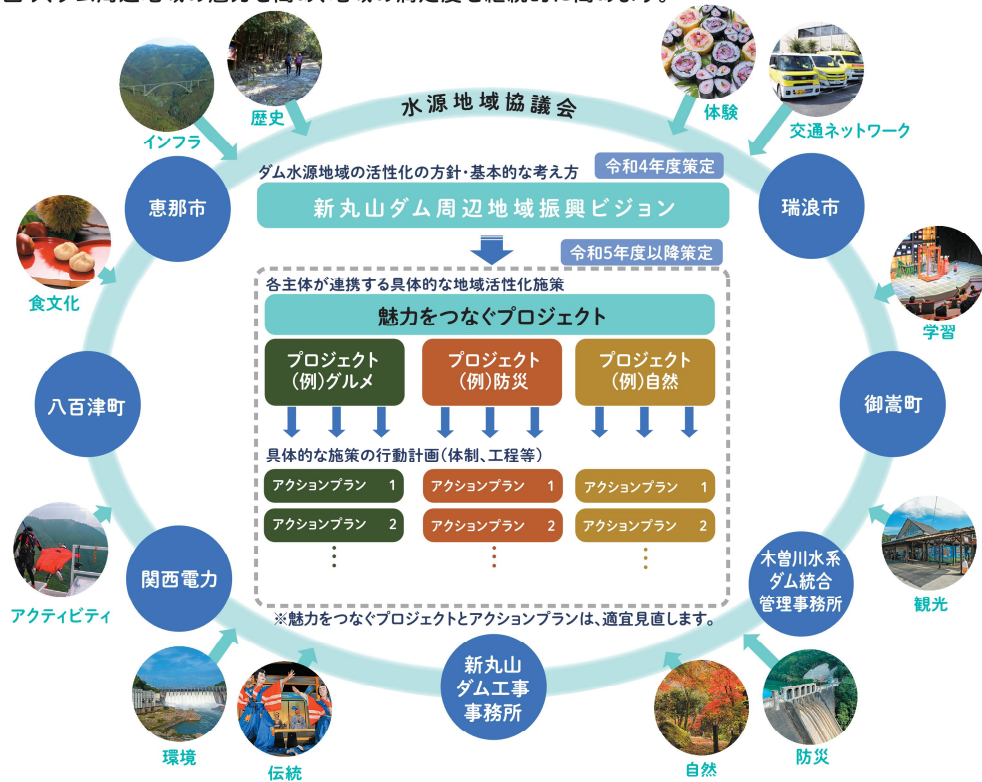 水源地域協議会
インフラ
歴史
体験
交通ネットワーク
恵那市
瑞浪市
ダム水源地域の活性化の方針・基本的な考え方
令和4年度策定
新丸山ダム周辺地域振興ビジョン
令和5年度以降策定
食文化
学習
各主体が連携する具体的な地域活性化施策
魅力をつなぐプロジェクト
プロジェクト
(例)グルメ
プロジェクト
(例)防災
プロジェクト
(例)自然
八百津町
御嵩町
具体的な施策の行動計画(体制、工程等)
アクションプラン 1
アクションプラン 1
アクションプラン 1
アクションプラン 2
アクションプラン 2
アクションプラン 2
アクティビティ
関西電力
木曽川水系
ダム統合
管理事務所
観光
※魅力をつなぐプロジェクトとアクションプランは、適宜見直します。
新丸山
ダム工事
事務所
環境
伝統
自然
防災